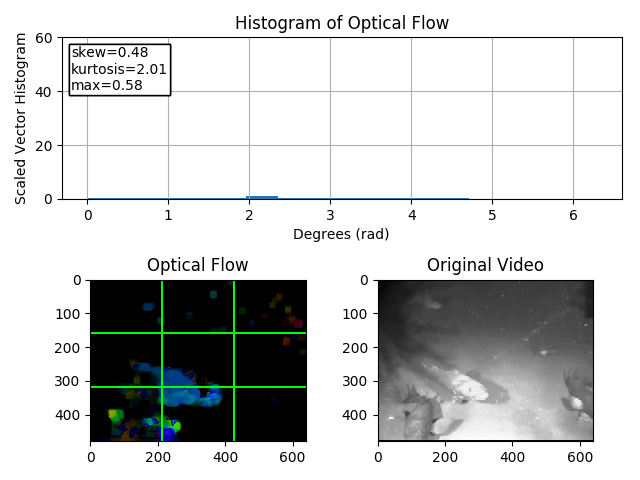 Histogram of Optical Flow
Scaled Vector Histogram
60
40
20
0
skew=0.48
kurtosis=2.01
max=0.58
0 1 2 3 4 5 6
Degrees (rad)
Optical Flow
0
100
200
300
400
0 200 400 600
Original Video
0
100
200
300
400
0 200 400 600